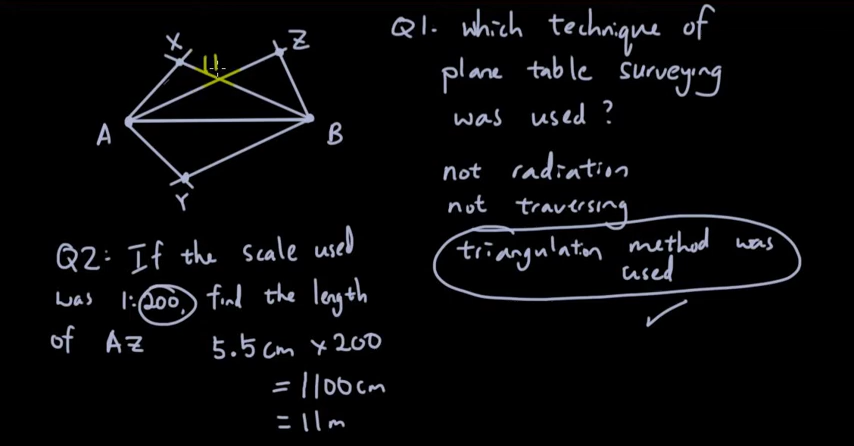 X
Z
A
B
Y
Q1. which technique of
plane table surveying
was used?
not radiation
not traversing
triangulation method was
used
Q2: If the scale used
was 1:200, find the length
of AZ
5.5cm × 200
= 1100cm
= 11m